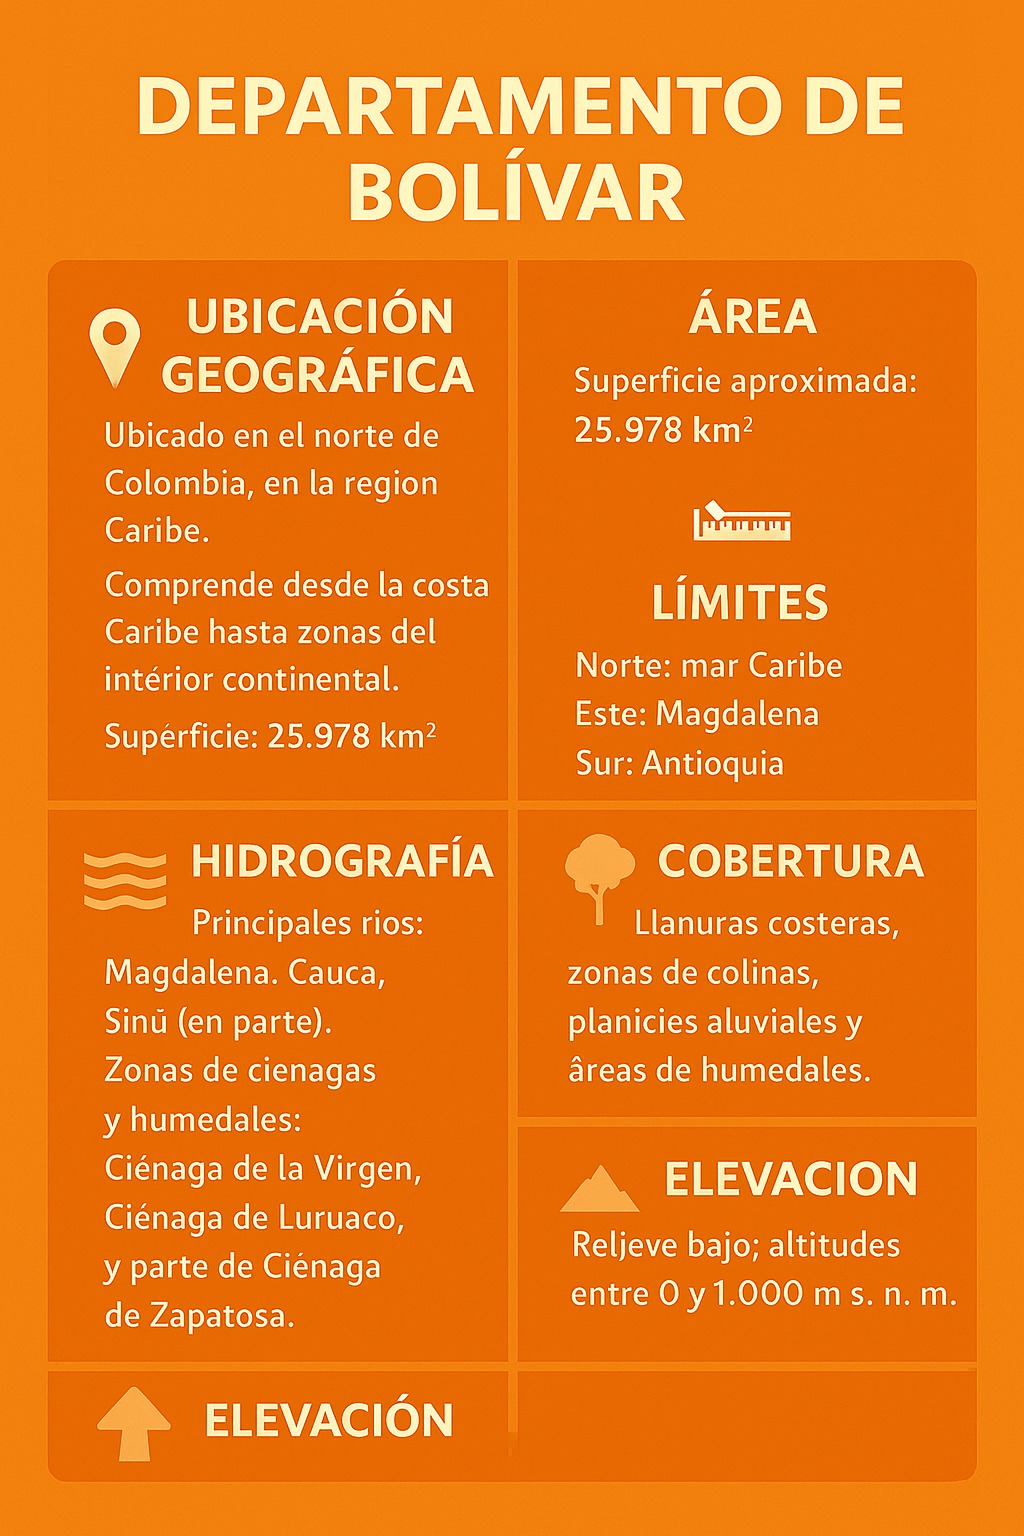 DEPARTAMENTO DE
BOLÍVAR
UBICACIÓN
GEOGRÁFICA
Ubicado en el norte de
Colombia, en la region
Caribe.
Comprende desde la costa
Caribe hasta zonas del
intérior continental.
Supérficie: 25.978 km²
ÁREA
Superficie aproximada:
25.978 km²
LÍMITES
Norte: mar Caribe
Este: Magdalena
Sur: Antioquia
HIDROGRAFÍA
Principales rios:
Magdalena. Cauca,
Sinŭ (en parte).
Zonas de cienagas
y humedales:
Ciénaga de la Virgen,
Ciénaga de Luruaco,
y parte de Ciénaga
de Zapatosa.
COBERTURA
Llanuras costeras,
zonas de colinas,
planicies aluviales y
âreas de humedales.
ELEVACION
Reljeve bajo; altitudes
entre 0 y 1.000 m s. n. m.
ELEVACIÓN